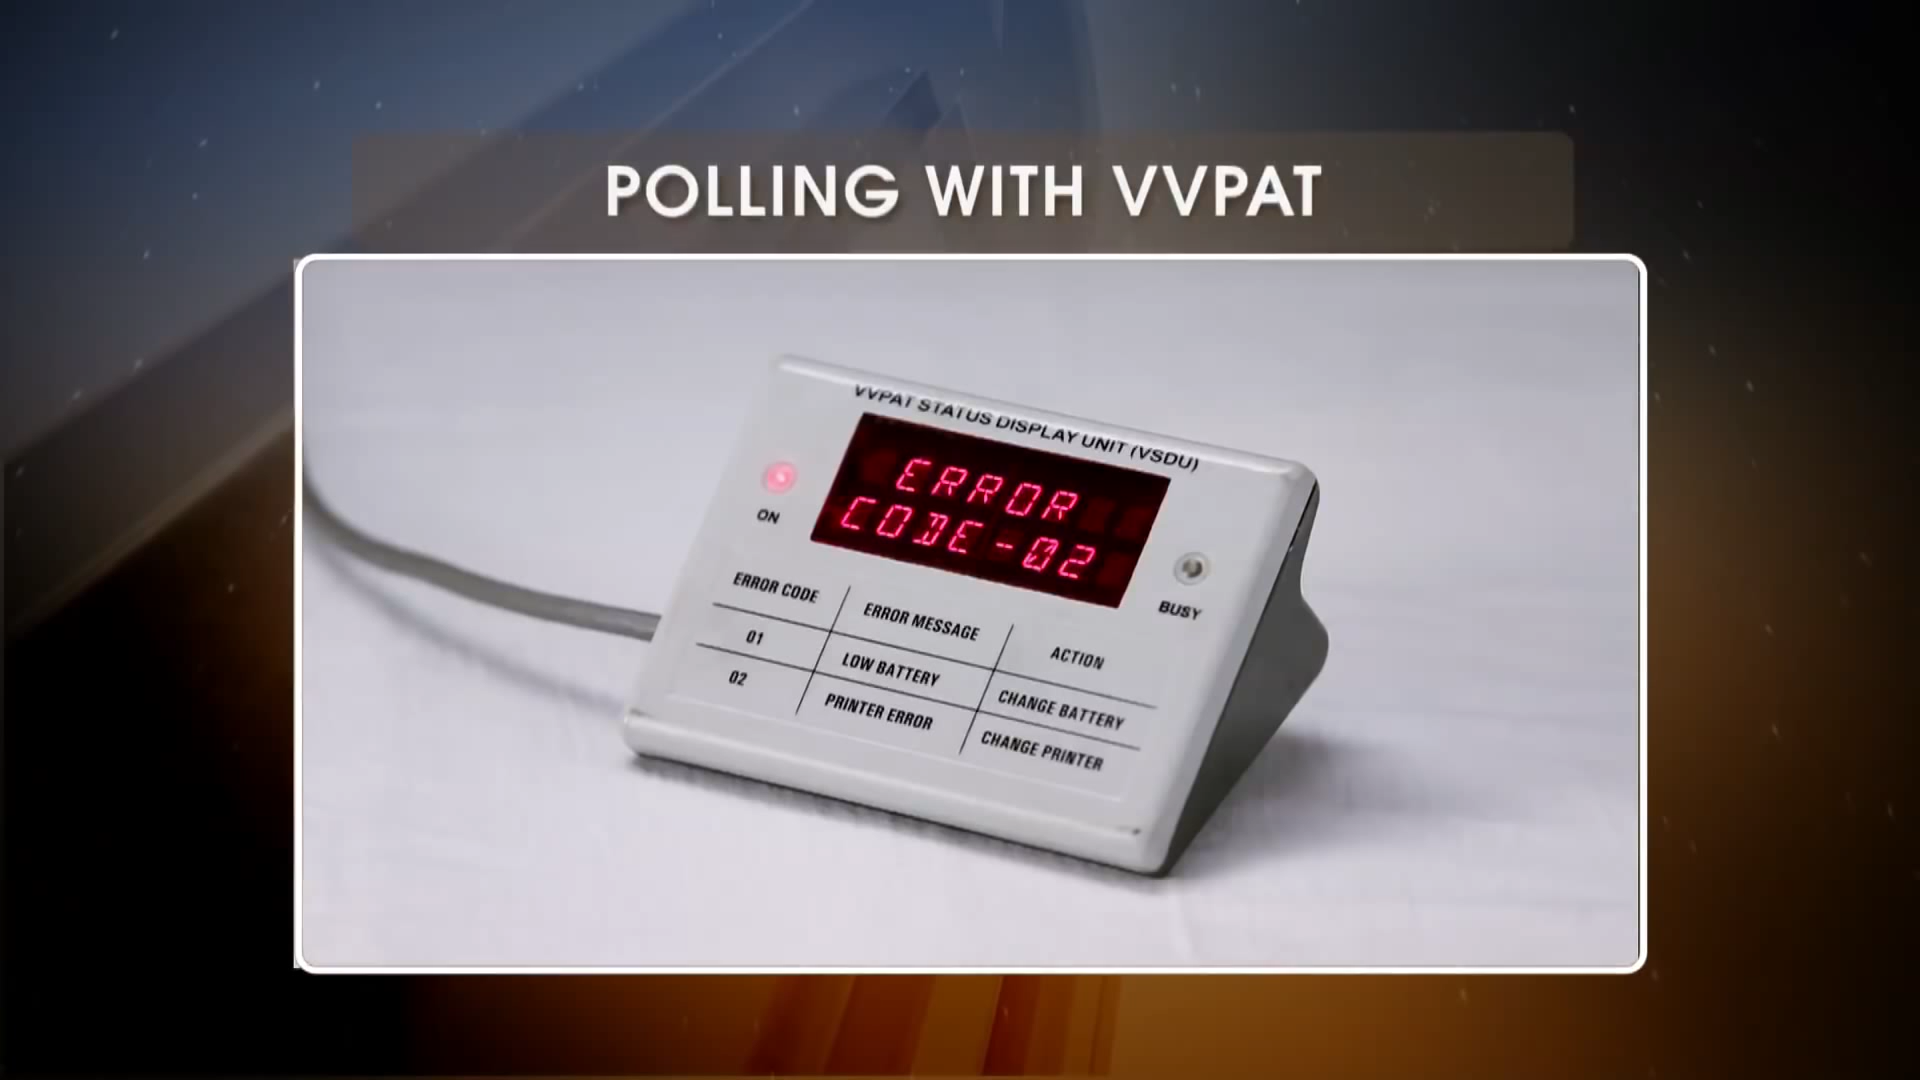 POLLING WITH VVPAT
VVPAT STATUS DISPLAY UNIT (VSDU)
ERROR
CODE-02
ON
BUSY
ERROR CODE ERROR MESSAGE ACTION
01 LOW BATTERY CHANGE BATTERY
02 PRINTER ERROR CHANGE PRINTER